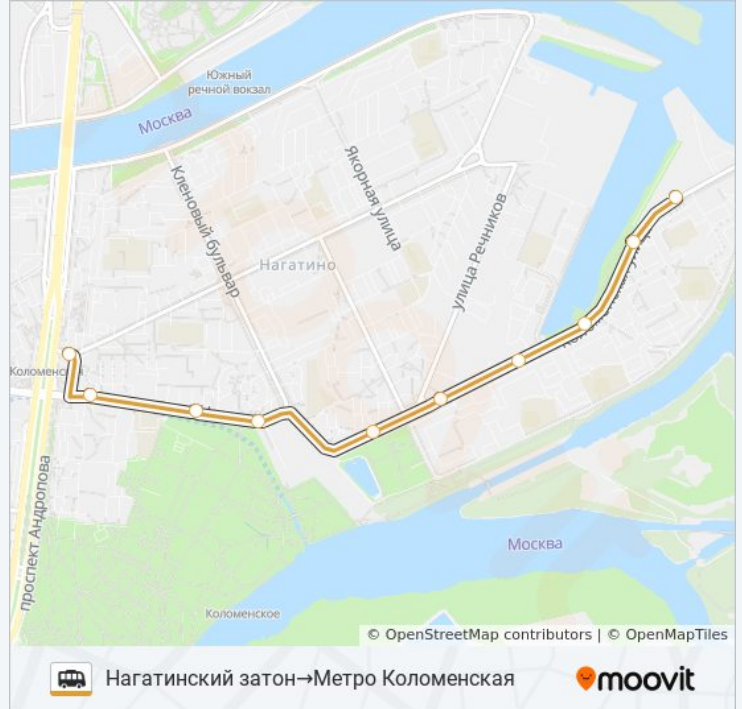 Южный
речной вокзал
Москва
Кленовый бульвар
Якорная улица
улица Речников
Нагатино
проспект Андропова
Москва
Коломенское
© OpenStreetMap contributors | © OpenMapTiles
Нагатинский затон→Метро Коломенская
moovit